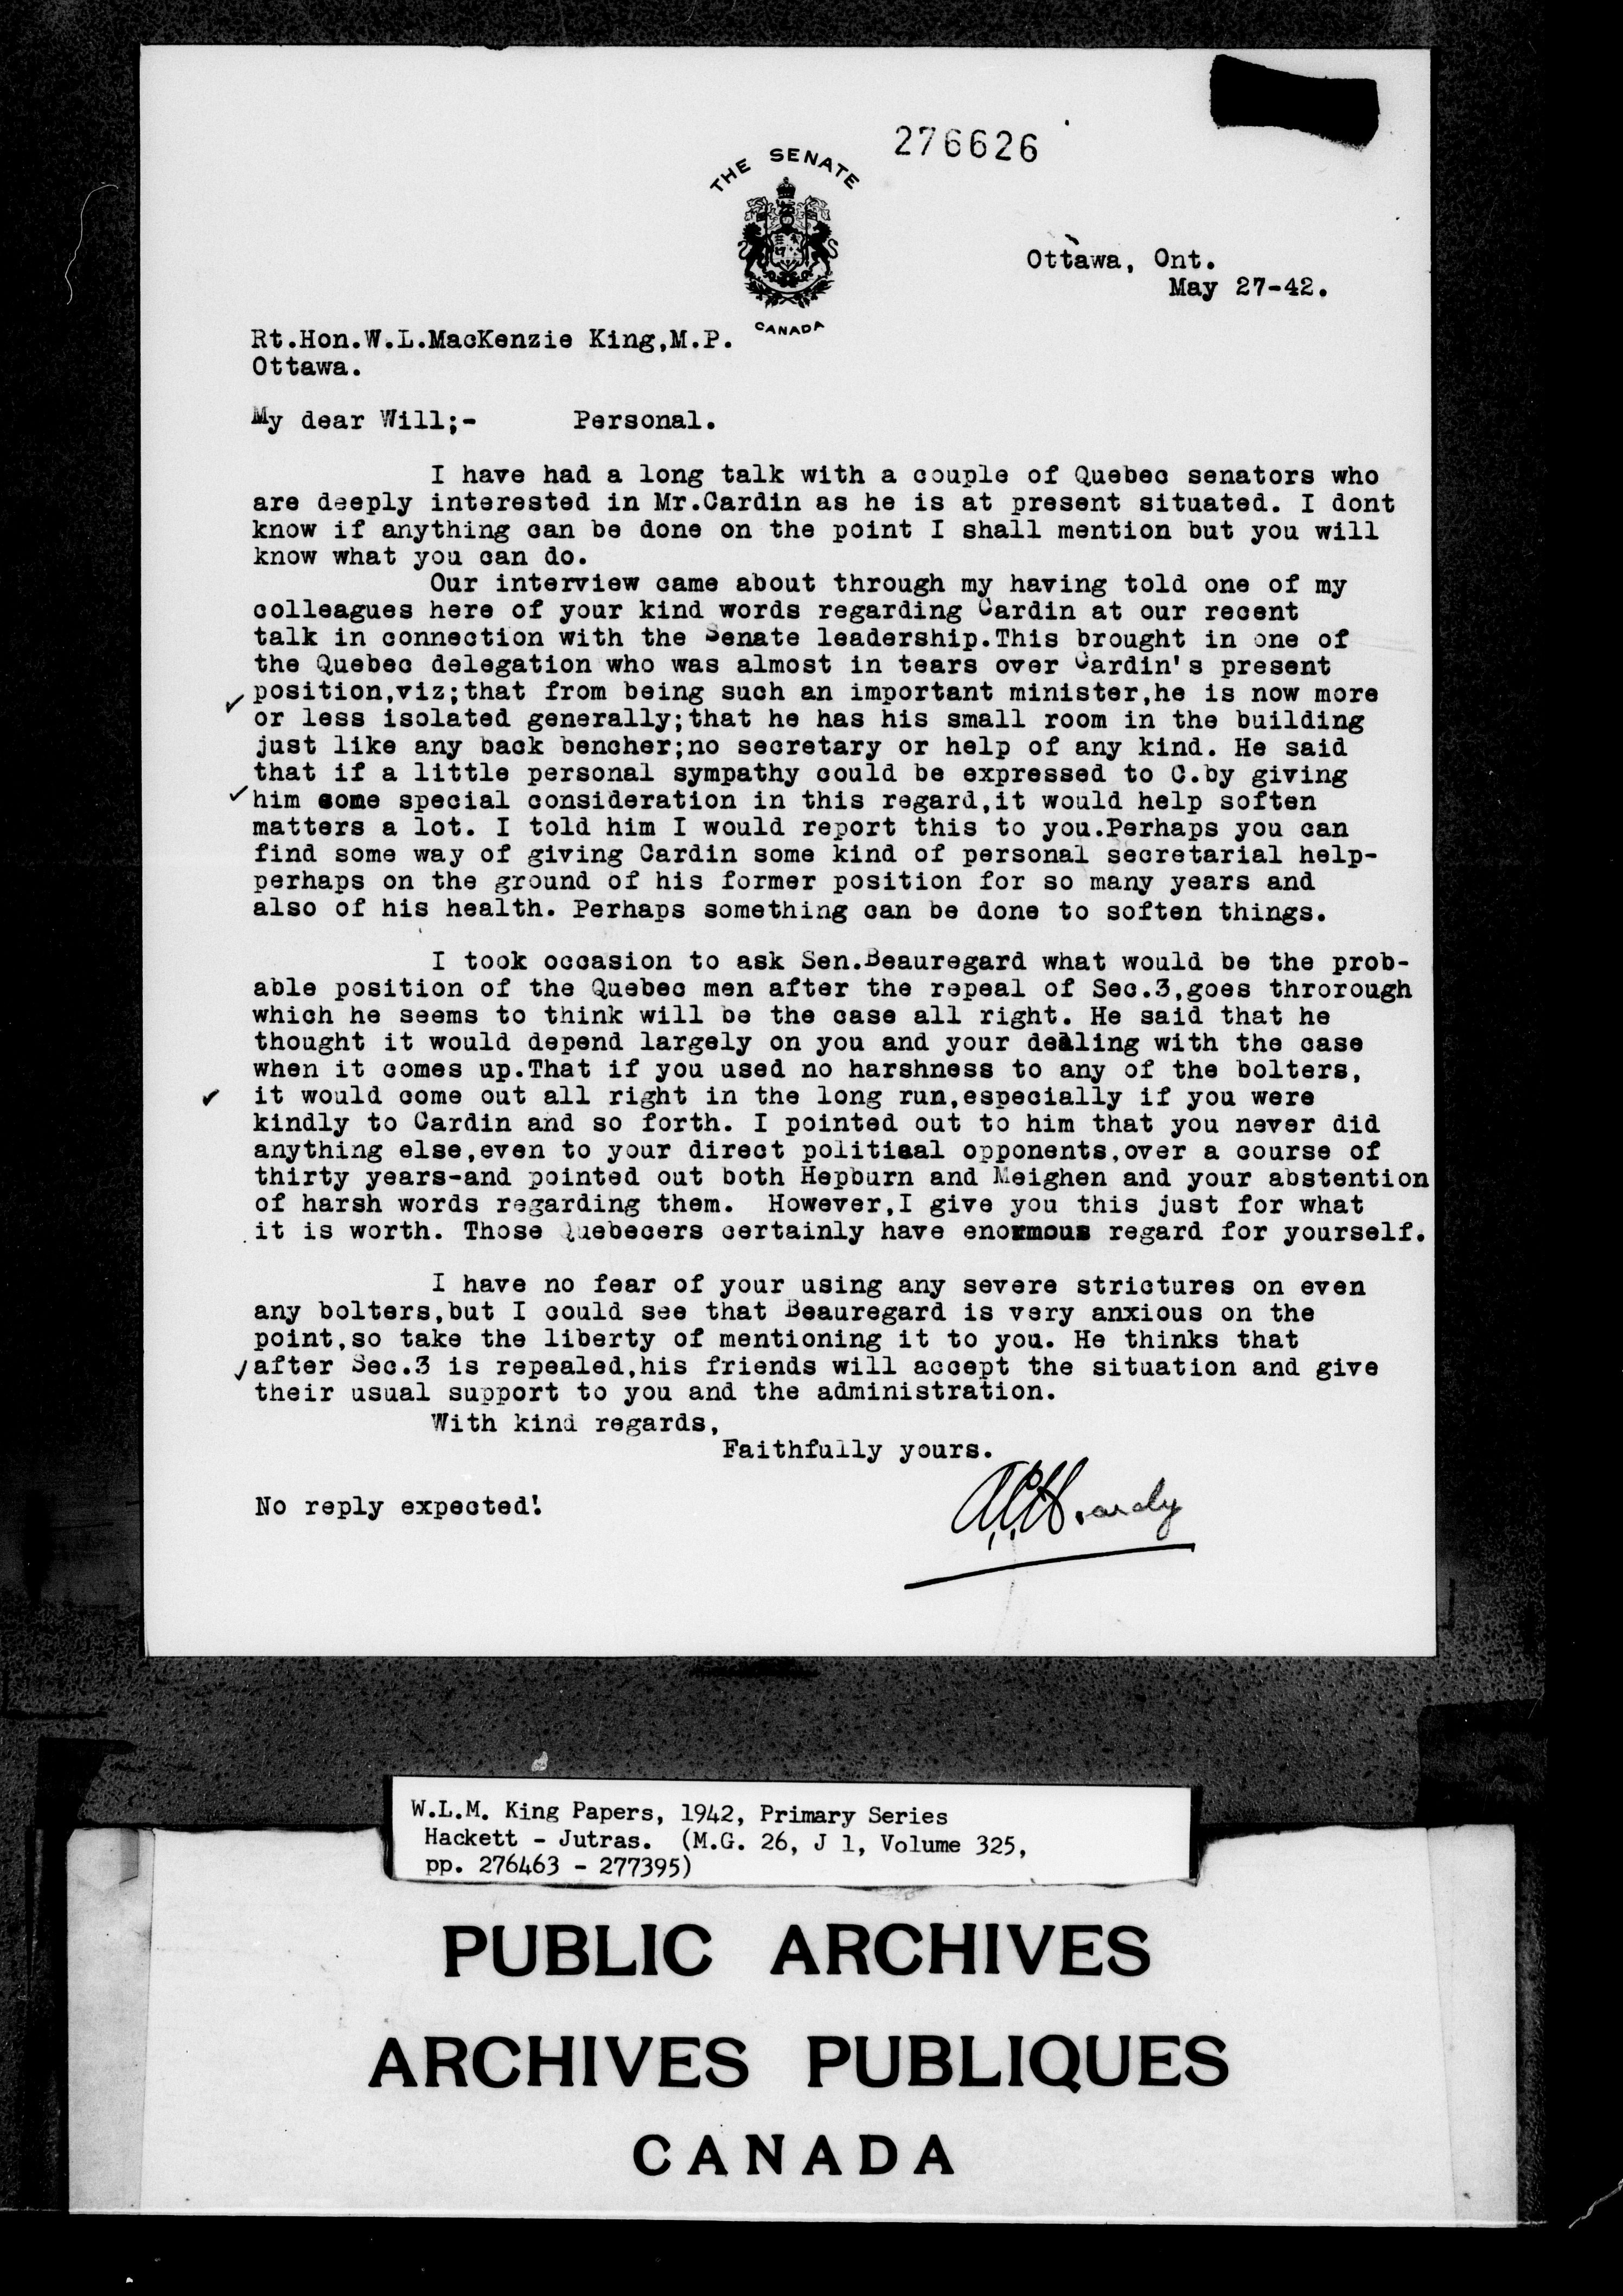 276626
THE SENATE
CANADA
Ottawa, Ont.
May 27-42.
Rt.Hon.W.L.MacKenzie King,M.P.
Ottawa.
My dear Will;- Personal.
I have had a long talk with a couple of Quebec senators who
are deeply interested in Mr.Cardin as he is at present situated. I dont
know if anything can be done on the point I shall mention but you will
know what you can do.
Our interview came about through my having told one of my
colleagues here of your kind words regarding Cardin at our recent
talk in connection with the Senate leadership.This brought in one of
the Quebec delegation who was almost in tears over Cardin's present
✓ position,viz;that from being such an important minister,he is now more
or less isolated generally;that he has his small room in the building
just like any back bencher;no secretary or help of any kind. He said
that if a little personal sympathy could be expressed to C.by giving
✓ him some special consideration in this regard,it would help soften
matters a lot. I told him I would report this to you.Perhaps you can
find some way of giving Cardin some kind of personal secretarial help-
perhaps on the ground of his former position for so many years and
also of his health. Perhaps something can be done to soften things.
I took occasion to ask Sen.Beauregard what would be the prob-
able position of the Quebec men after the repeal of Sec.3,goes throrough
which he seems to think will be the case all right. He said that he
thought it would depend largely on you and your dealing with the case
when it comes up.That if you used no harshness to any of the bolters,
✓ it would come out all right in the long run,especially if you were
kindly to Cardin and so forth. I pointed out to him that you never did
anything else,even to your direct politiaal opponents,over a course of
thirty years-and pointed out both Hepburn and Meighen and your abstention
of harsh words regarding them. However,I give you this just for what
it is worth. Those Quebecers certainly have enormous regard for yourself.
I have no fear of your using any severe strictures on even
any bolters,but I could see that Beauregard is very anxious on the
point,so take the liberty of mentioning it to you. He thinks that
✓ after Sec.3 is repealed,his friends will accept the situation and give
their usual support to you and the administration.
With kind regards,
Faithfully yours.
A.C.Hardy
No reply expected!
W.L.M. King Papers, 1942, Primary Series
Hackett - Jutras. (M.G. 26, J 1, Volume 325,
pp. 276463 - 277395)
PUBLIC ARCHIVES
ARCHIVES PUBLIQUES
CANADA